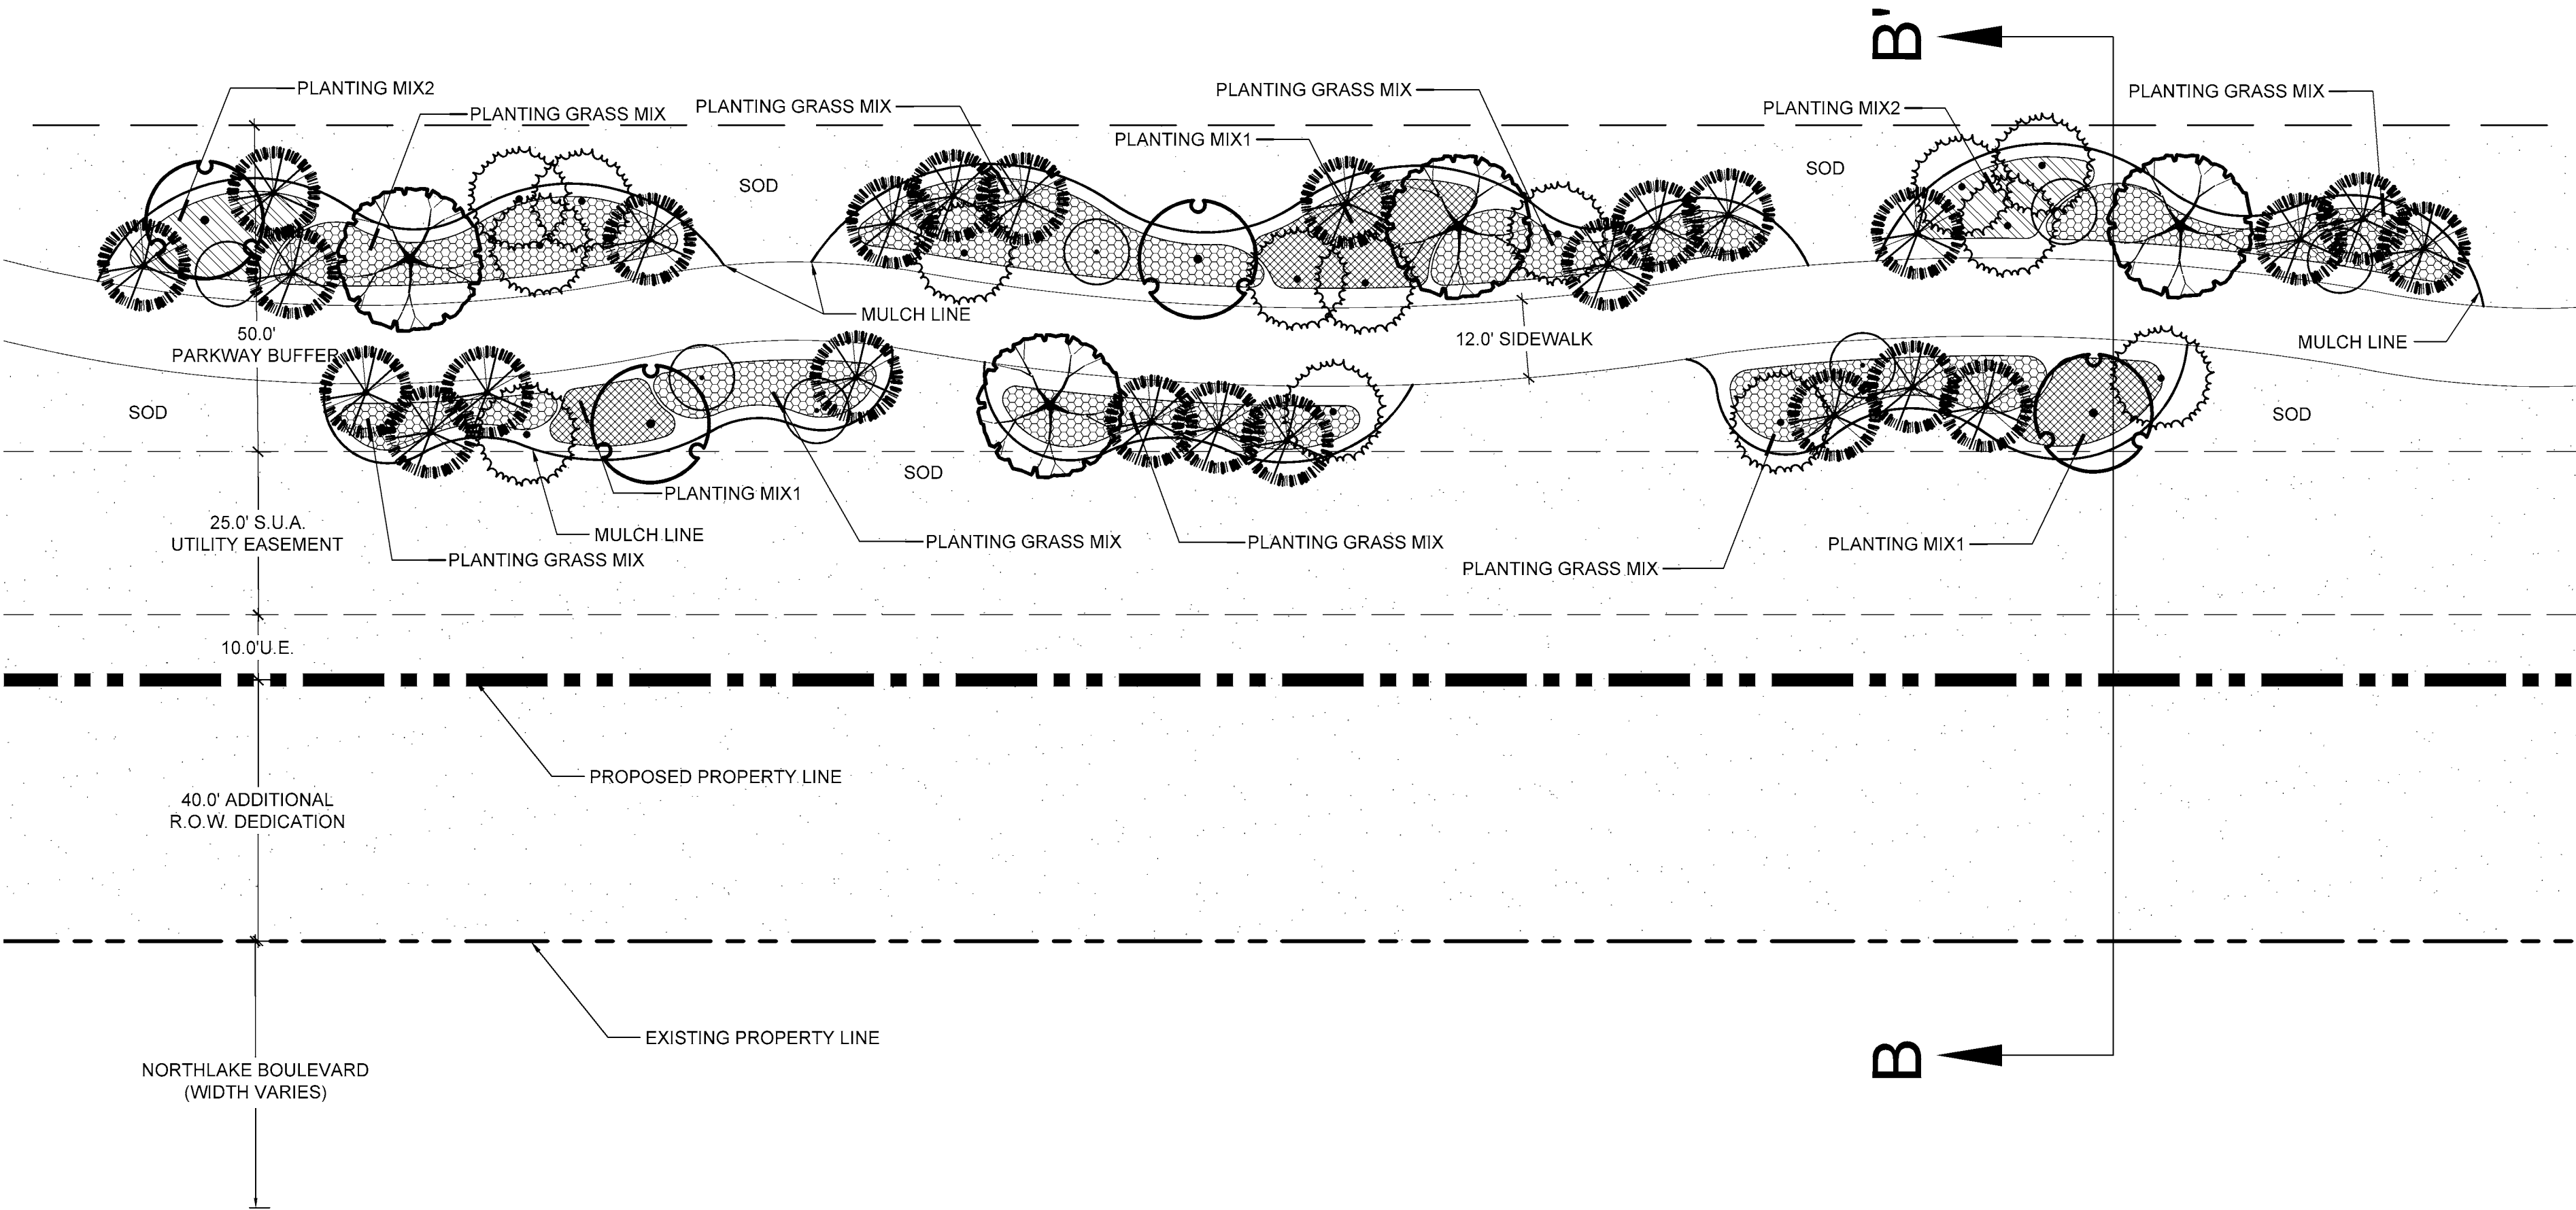 B'
PLANTING MIX2
PLANTING GRASS MIX
PLANTING GRASS MIX
PLANTING GRASS MIX
PLANTING MIX1
PLANTING MIX2
PLANTING GRASS MIX
SOD
SOD
MULCH LINE
50.0'
PARKWAY BUFFER
12.0' SIDEWALK
MULCH LINE
SOD
SOD
SOD
PLANTING MIX1
25.0' S.U.A.
UTILITY EASEMENT
MULCH LINE
PLANTING GRASS MIX
PLANTING GRASS MIX
PLANTING GRASS MIX
PLANTING GRASS MIX
PLANTING MIX1
10.0'U.E.
PROPOSED PROPERTY LINE
40.0' ADDITIONAL
R.O.W. DEDICATION
EXISTING PROPERTY LINE
B
NORTHLAKE BOULEVARD
(WIDTH VARIES)